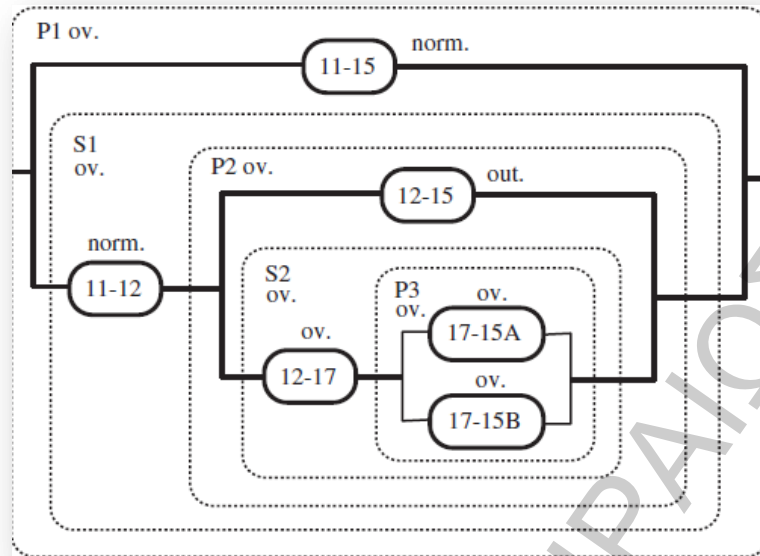 P1 ov.
norm.
11-15
S1
ov.
P2 ov.
out.
12-15
norm.
11-12
S2
ov.
P3
ov.
ov.
17-15A
ov.
12-17
ov.
17-15B